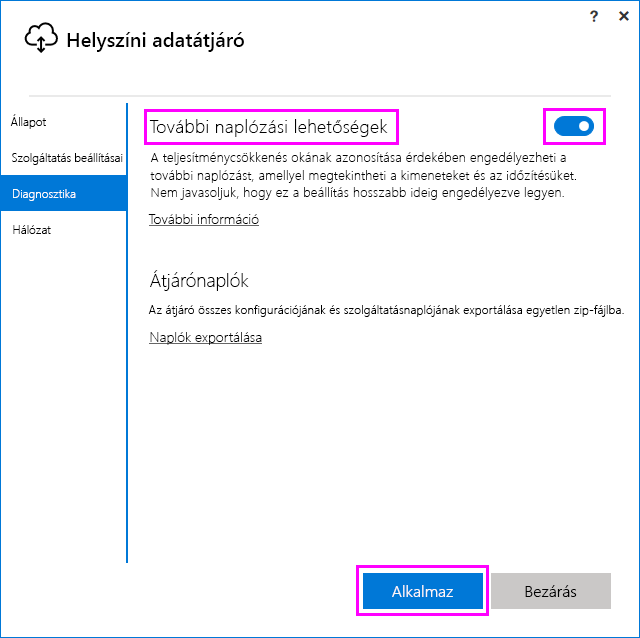 ? ×
Helyszíni adatátjáró
Állapot
Szolgáltatás beállításai
Diagnosztika
Hálózat
További naplózási lehetőségek
A teljesítménycsökkenés okának azonosítása érdekében engedélyezheti a
további naplózást, amellyel megtekintheti a kimeneteket és az időzítésüket.
Nem javasoljuk, hogy ez a beállítás hosszabb ideig engedélyezve legyen.
További információ
Átjárónaplók
Az átjáró összes konfigurációjának és szolgáltatásnaplójának exportálása egyetlen zip-fájlba.
Naplók exportálása
Alkalmaz
Bezárás